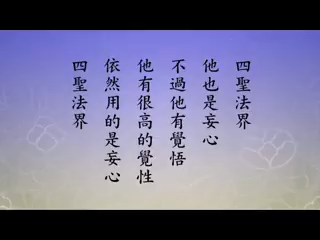 四聖法界
他也是妄心
不過他有覺悟
他有很高的覺性
依然用的是妄心
四聖法界